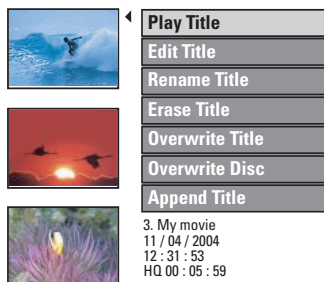 Play Title
Edit Title
Rename Title
Erase Title
Overwrite Title
Overwrite Disc
Append Title
3. My movie
11 / 04 / 2004
12 : 31 : 53
HQ 00 : 05 : 59